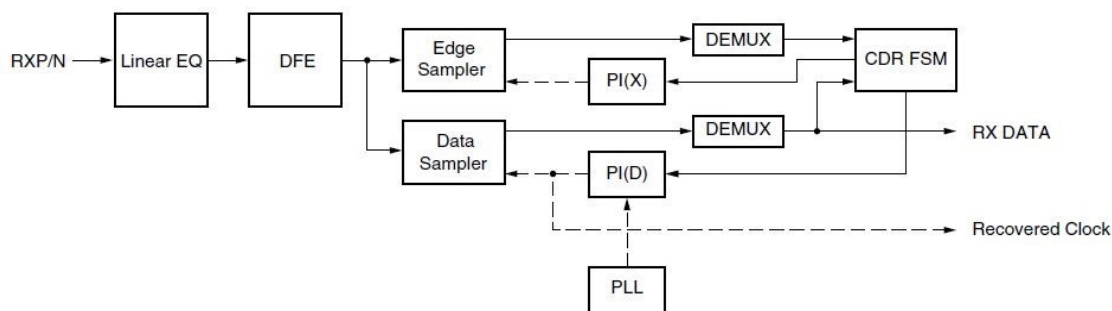 RXP/N
Linear EQ
DFE
Edge
Sampler
DEMUX
CDR FSM
PI(X)
Data
Sampler
DEMUX
RX DATA
PI(D)
Recovered Clock
PLL